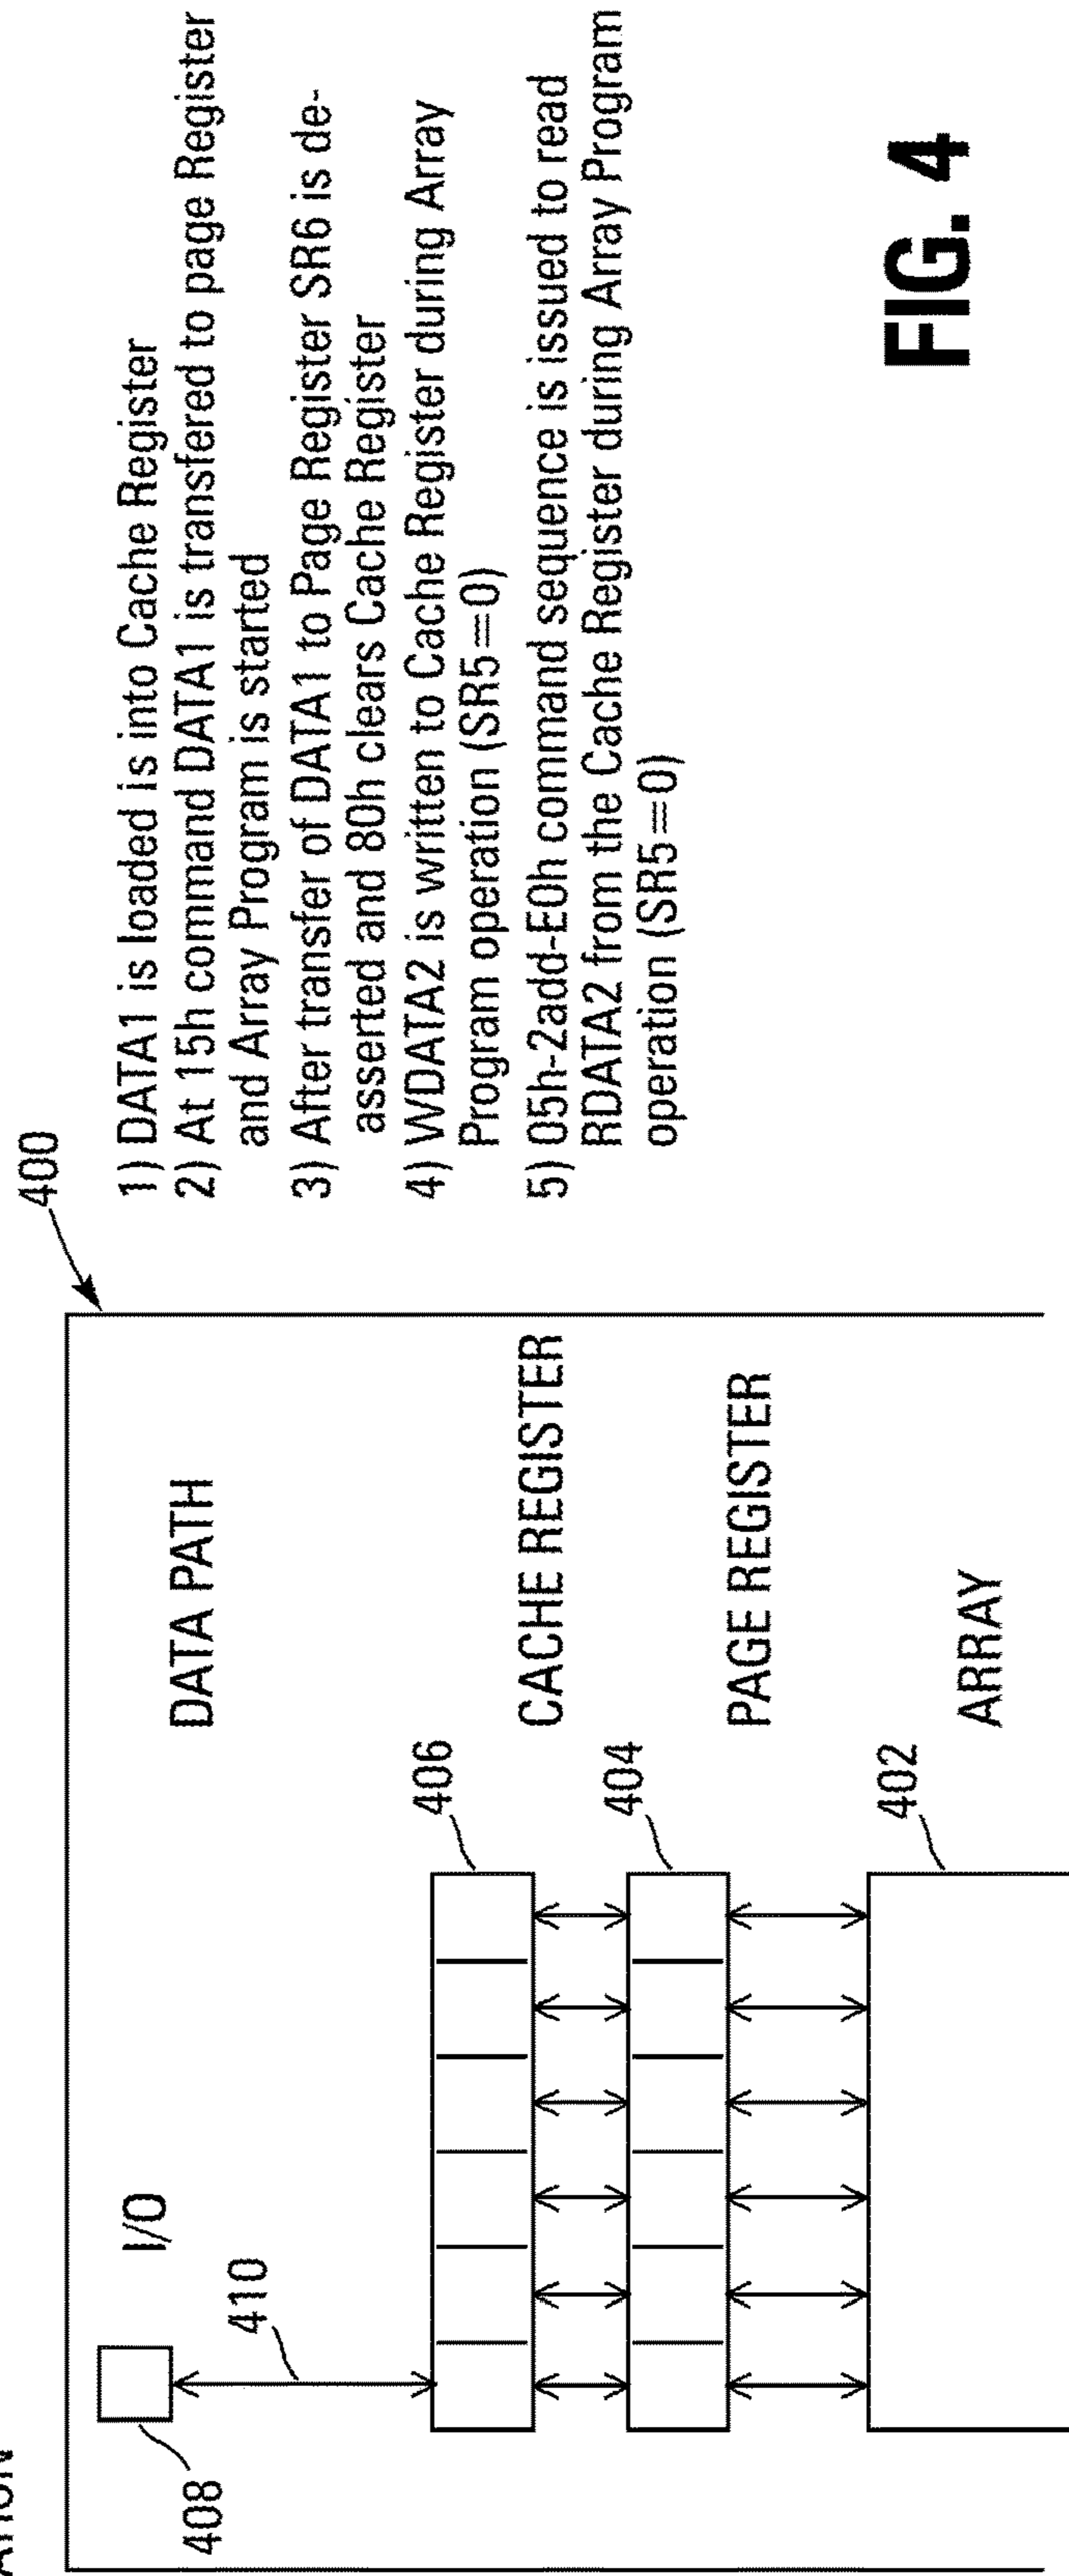 400
1) DATA1 is loaded is into Cache Register
2) At 15h command DATA1 is transfered to page Register
and Array Program is started
3) After transfer of DATA1 to Page Register SR6 is de-
asserted and 80h clears Cache Register
4) WDATA2 is written to Cache Register during Array
Program operation (SR5==0)
5) 05h-2add-E0h command sequence is issued to read
RDATA2 from the Cache Register during Array Program
operation (SR5==0)
I/O
408
410
DATA PATH
406
CACHE REGISTER
404
PAGE REGISTER
402
ARRAY
FIG. 4